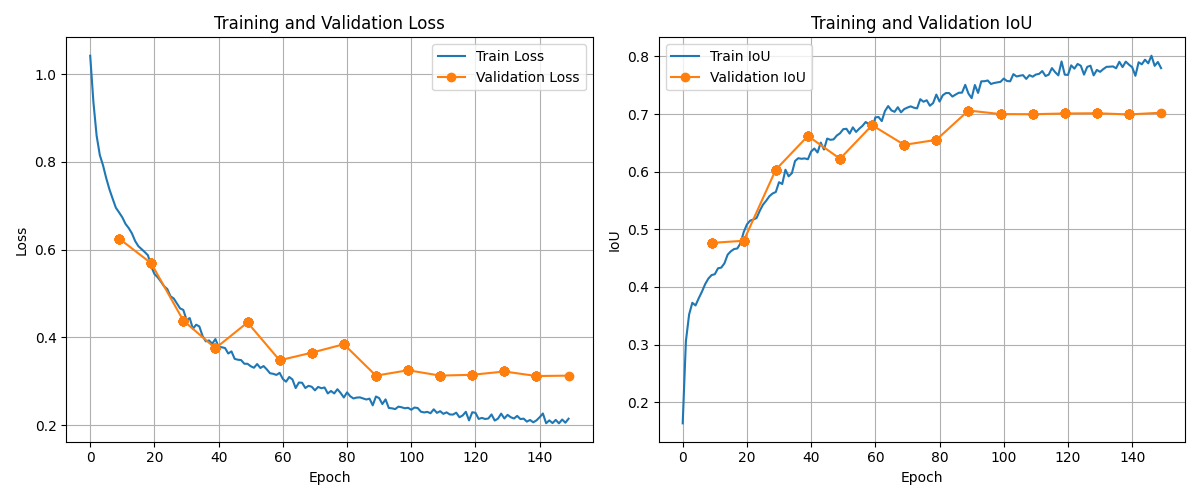 Training and Validation Loss
Train Loss
Validation Loss
Loss
1.0
0.8
0.6
0.4
0.2
0 20 40 60 80 100 120 140
Epoch
Training and Validation IoU
Train IoU
Validation IoU
IoU
0.8
0.7
0.6
0.5
0.4
0.3
0.2
0 20 40 60 80 100 120 140
Epoch